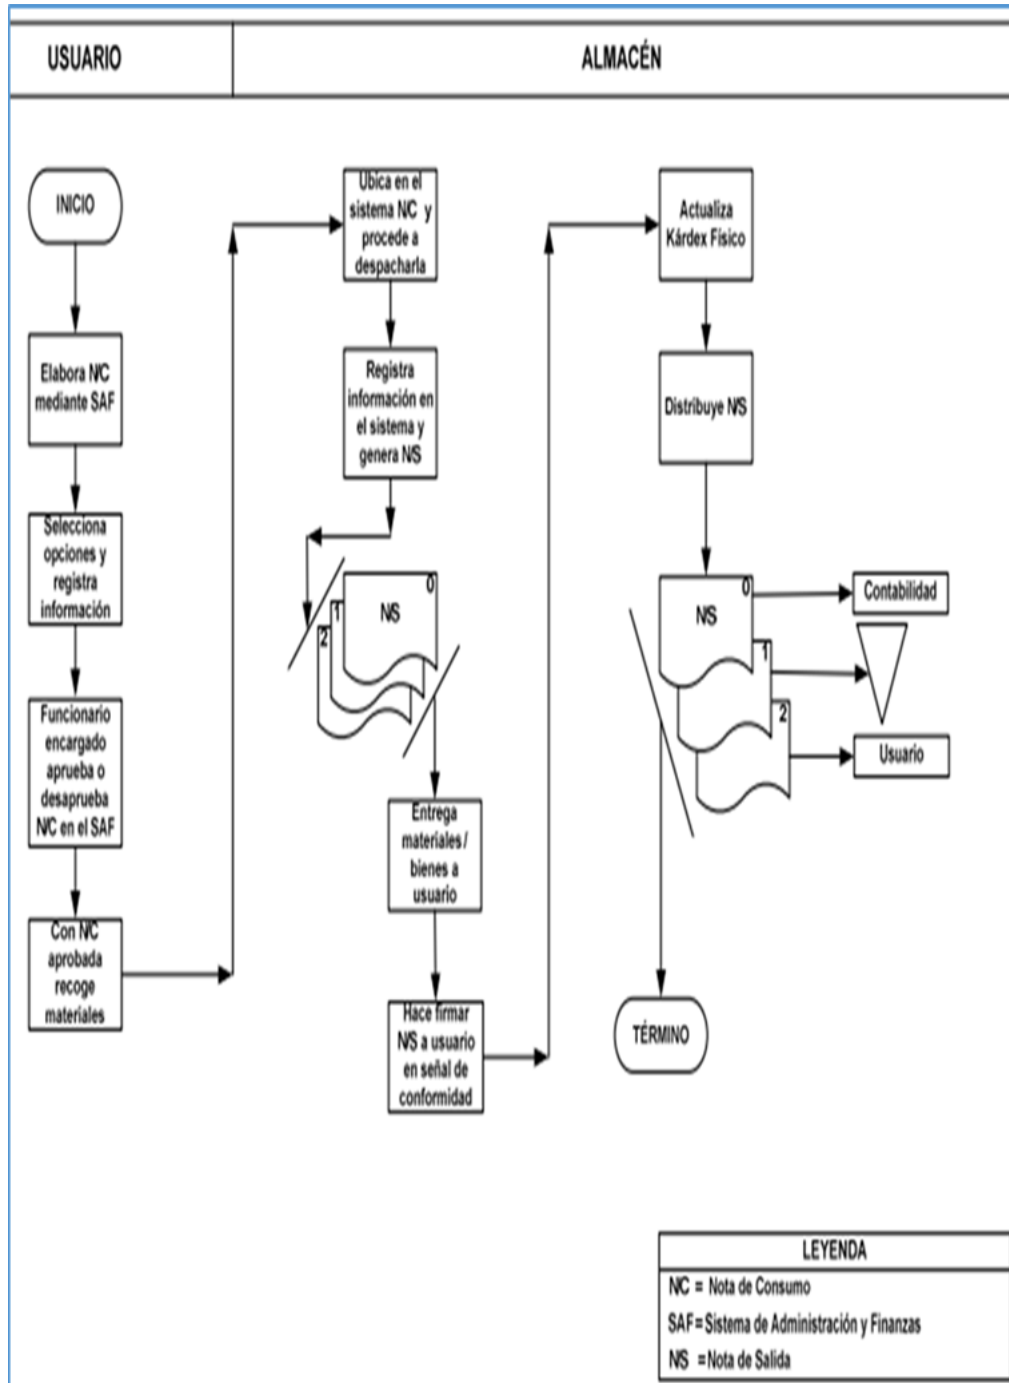 USUARIO
ALMACÉN
INICIO
Elabora N/C
mediante SAF
Selecciona
opciones y
registra
información
Funcionario
encargado
aprueba o
desaprueba
N/C en el SAF
Con N/C
aprobada
recoge
materiales
Ubica en el
sistema N/C y
procede a
despacharla
Registra
información en
el sistema y
genera N/S
0
N/S
1
2
Entrega
materiales/
bienes a
usuario
Hace firmar
N/S a usuario
en señal de
conformidad
Actualiza
Kárdex Físico
Distribuye N/S
0
N/S
1
2
Contabilidad
Usuario
TÉRMINO
LEYENDA
N/C = Nota de Consumo
SAF = Sistema de Administración y Finanzas
N/S = Nota de Salida